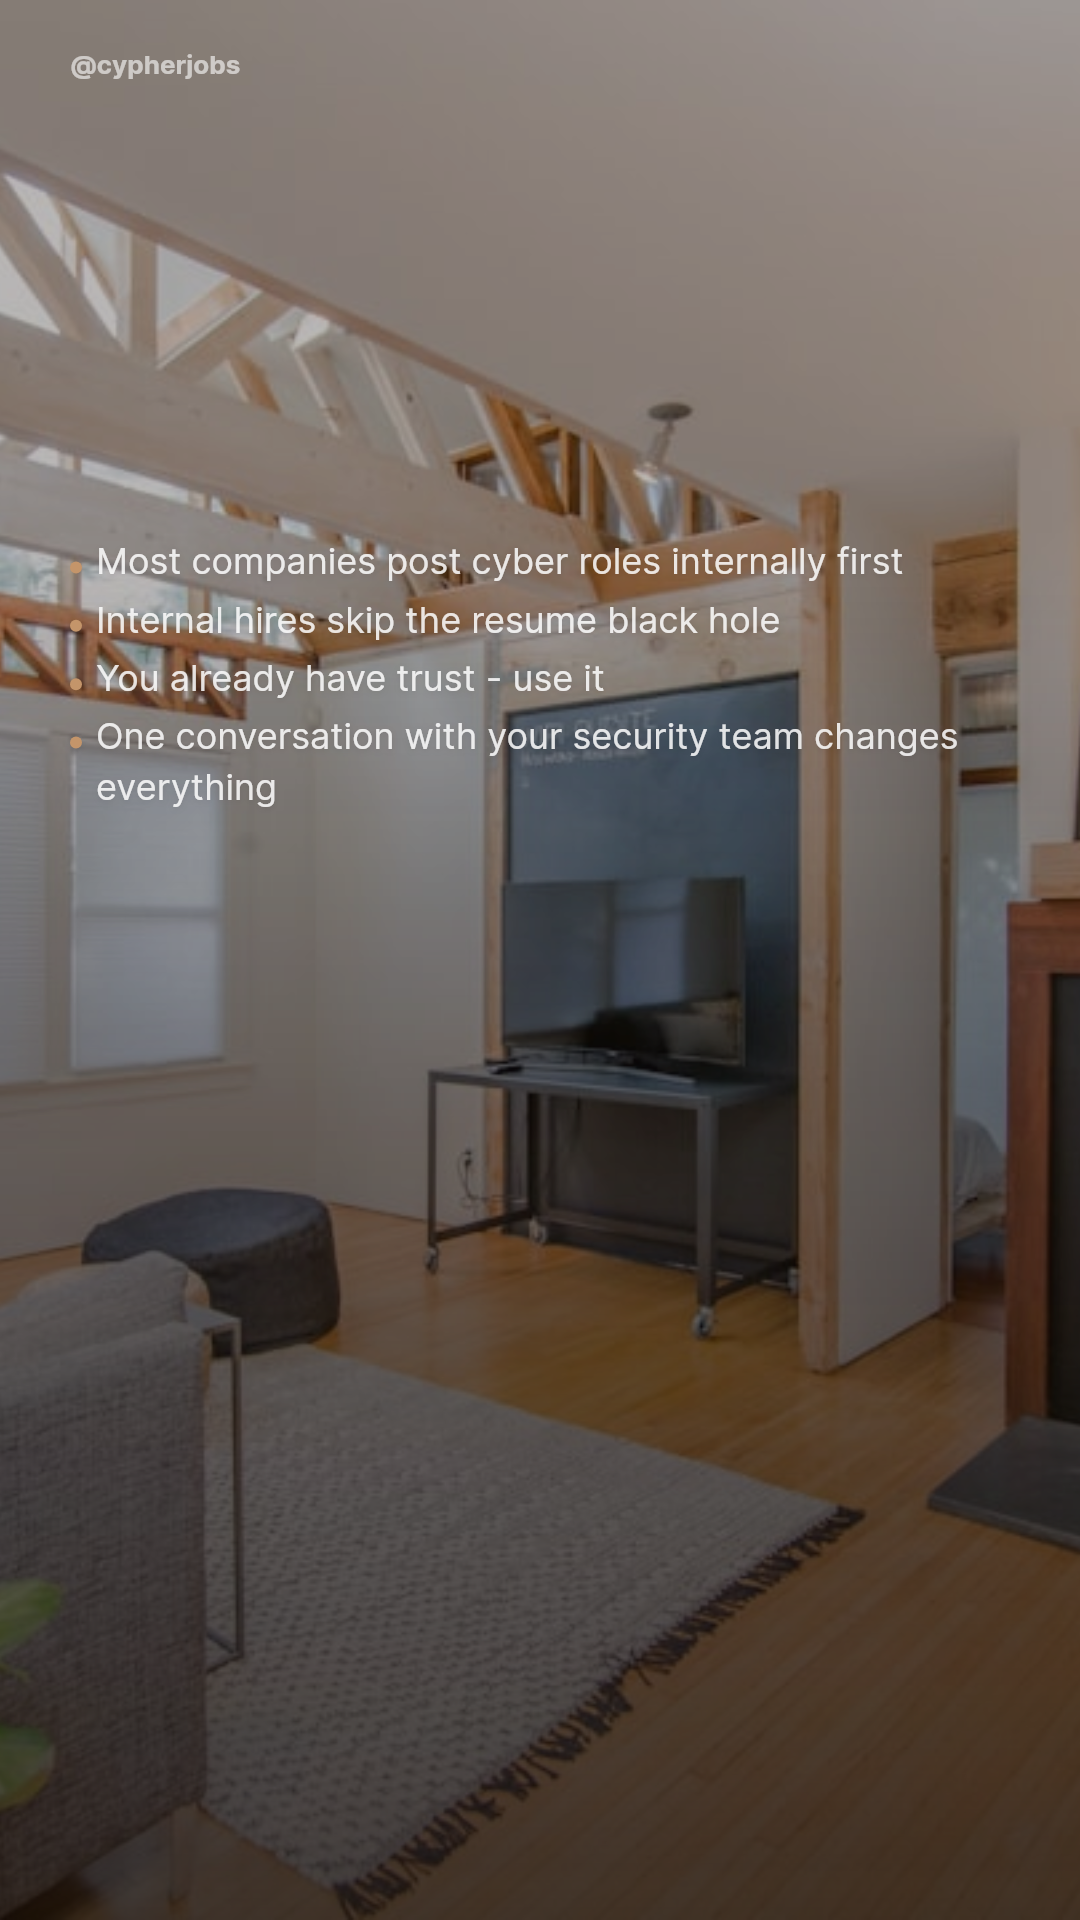 @cypherjobs
Most companies post cyber roles internally first
Internal hires skip the resume black hole
You already have trust - use it
One conversation with your security team changes
everything